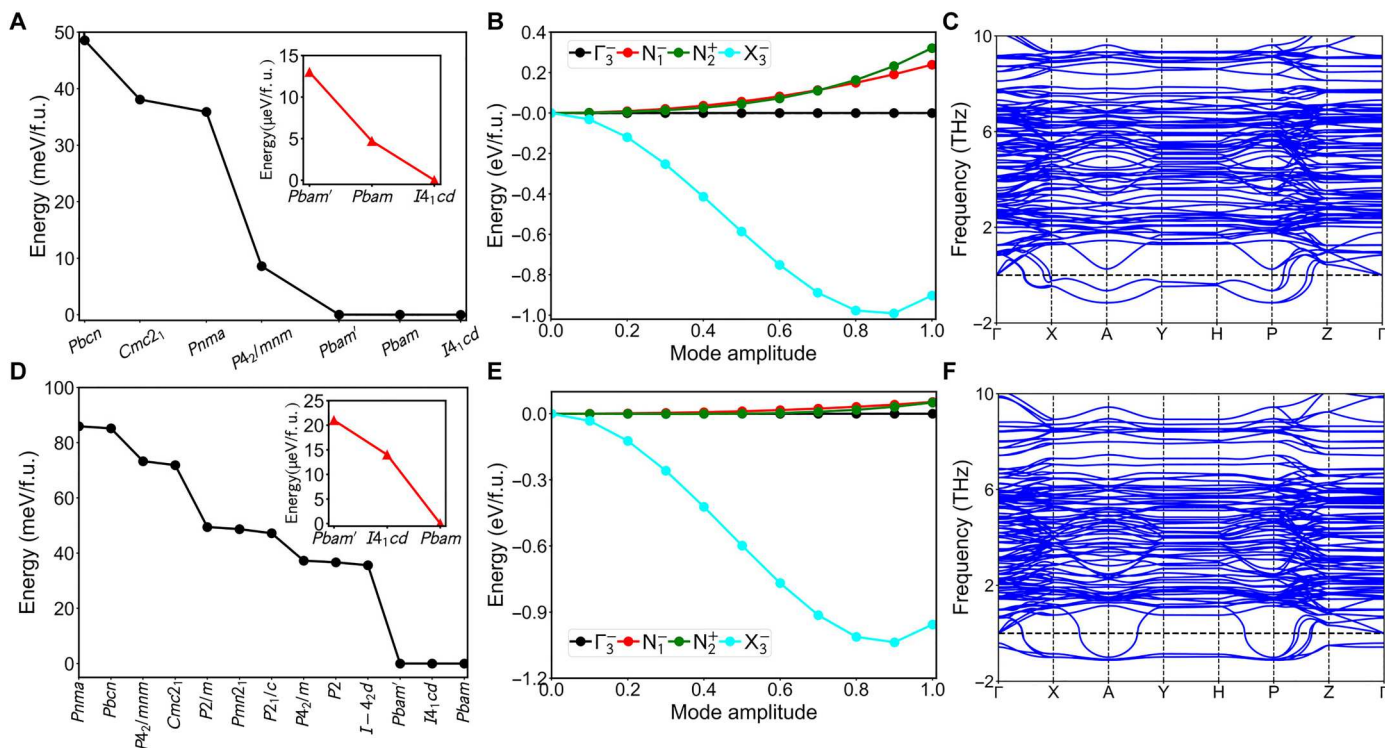 A
Energy (meV/f.u.)
50
40
30
20
10
0
Pbcn
Cmc2₁
Pnma
P4₂/mnm
Pbam′
Pbam
I4₁cd
Energy(μeV/f.u.)
15
10
5
0
Pbam′
Pbam
I4₁cd
B
Energy (eV/f.u.)
0.4
0.2
−0.0
−0.2
−0.4
−0.6
−0.8
−1.0
Γ₃⁻
N₁⁻
N₂⁺
X₃⁻
0.0
0.2
0.4
0.6
0.8
1.0
Mode amplitude
C
Frequency (THz)
10
6
2
−2
Γ
X
A
Y
H
P
Z
Γ
D
Energy (meV/f.u.)
100
80
60
40
20
0
Pnma
Pbcn
P4₂/mnm
Cmc2₁
P2/m
Pmn2₁
P2₁/c
P4₂/m
P2
I−4₂d
Pbam′
I4₁cd
Pbam
Energy(μeV/f.u.)
25
20
15
10
5
0
Pbam′
I4₁cd
Pbam
E
Energy (eV/f.u.)
0.0
−0.3
−0.6
−0.9
−1.2
Γ₃⁻
N₁⁻
N₂⁺
X₃⁻
0.0
0.2
0.4
0.6
0.8
1.0
Mode amplitude
F
Frequency (THz)
10
6
2
−2
Γ
X
A
Y
H
P
Z
Γ